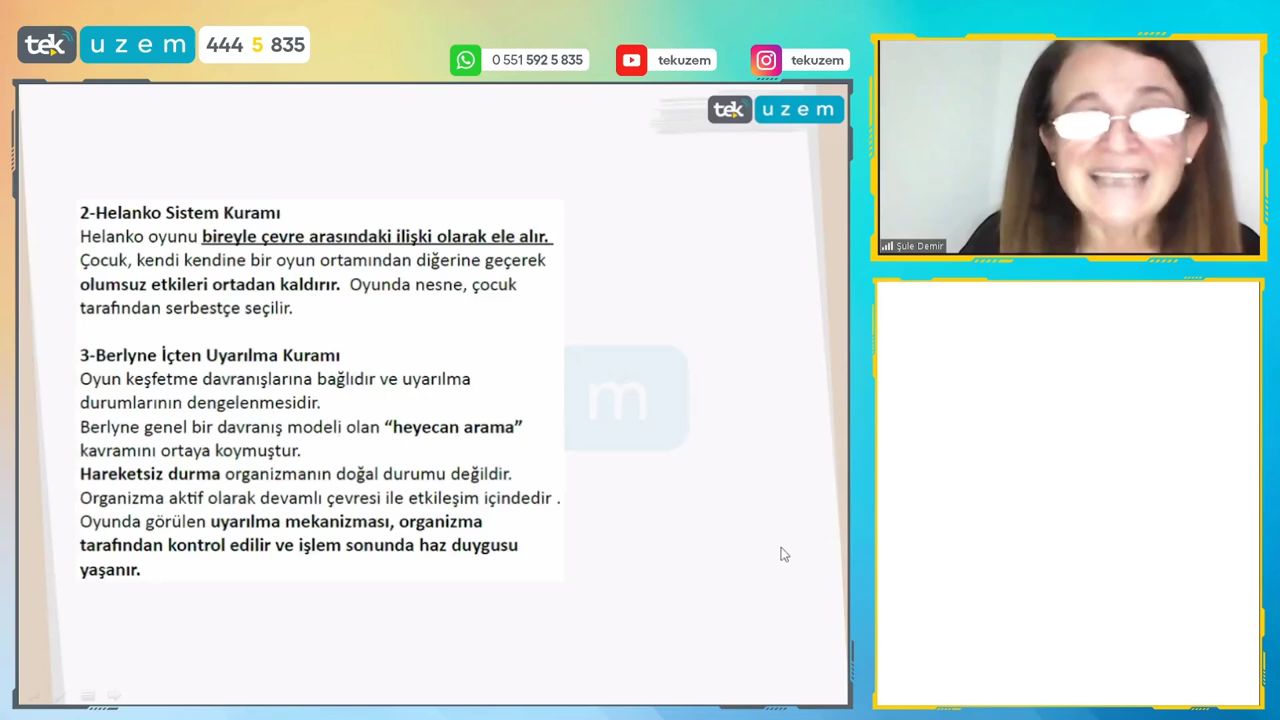 tek uzem 444 5 835
0 551 592 5 835
tekuzem
tekuzem
tek uzem
2-Helanko Sistem Kuramı
Helanko oyunu bireyle çevre arasındaki ilişki olarak ele alır.
Çocuk, kendi kendine bir oyun ortamından diğerine geçerek
olumsuz etkileri ortadan kaldırır. Oyunda nesne, çocuk
tarafından serbestçe seçilir.
3-Berlyne İçten Uyarılma Kuramı
Oyun keşfetme davranışlarına bağlıdır ve uyarılma
durumlarının dengelenmesidir.
Berlyne genel bir davranış modeli olan “heyecan arama”
kavramını ortaya koymuştur.
Hareketsiz durma organizmanın doğal durumu değildir.
Organizma aktif olarak devamlı çevresi ile etkileşim içindedir .
Oyunda görülen uyarılma mekanizması, organizma
tarafından kontrol edilir ve işlem sonunda haz duygusu
yaşanır.
m
Şule Demir